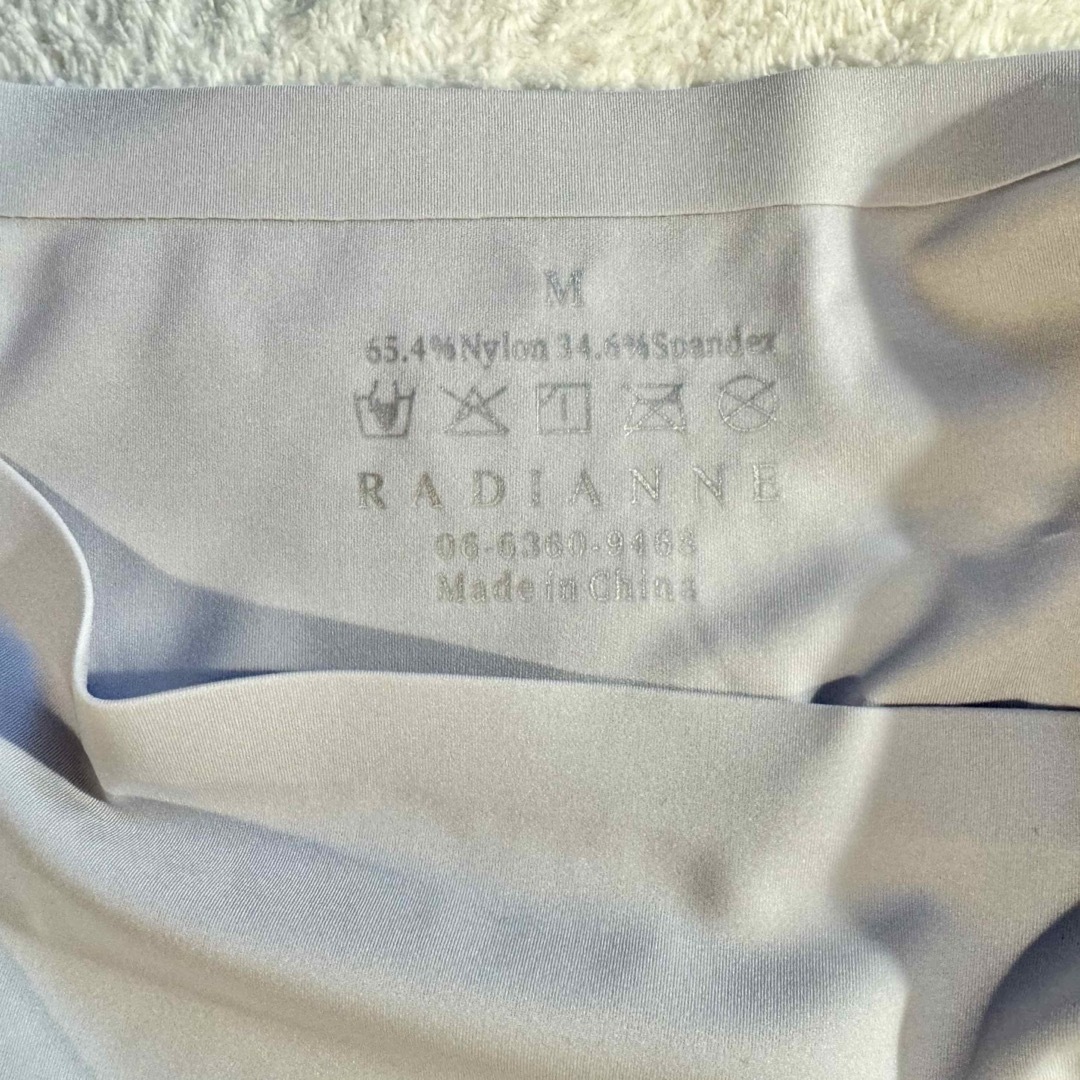 M
65.4%Nylon 34.6%Spandex
RADIANNE
06-6360-9468
Made in China